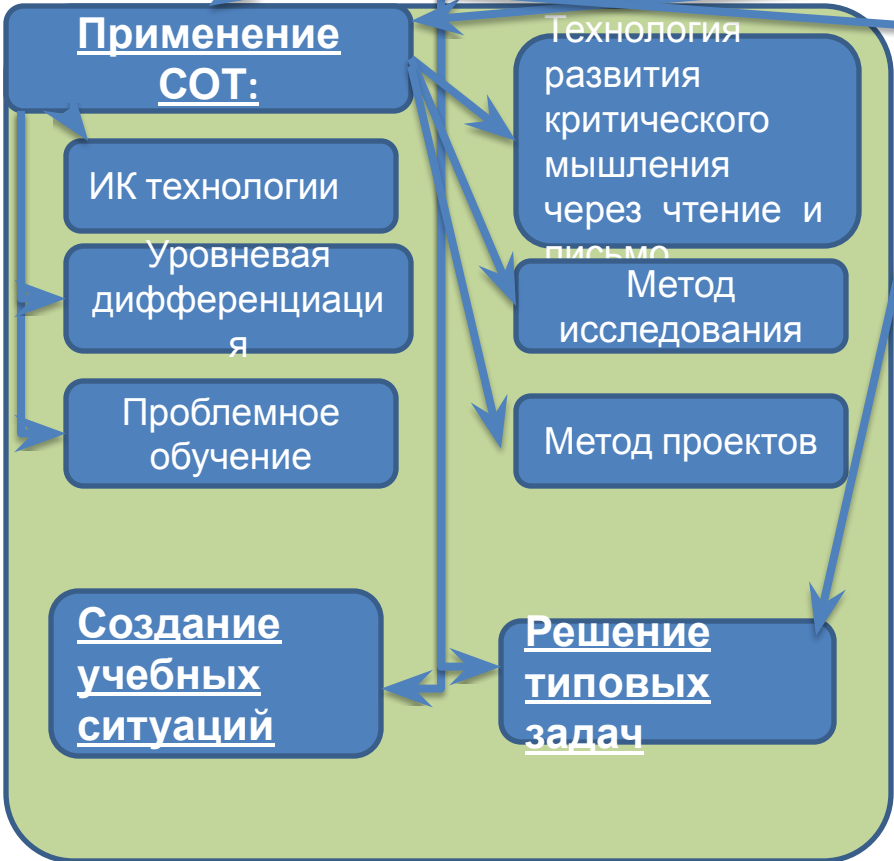 Применение
СОТ:
ИК технологии
Уровневая
дифференциаци
я
Проблемное
обучение
Технология
развития
критического
мышления
через чтение и
письмо
Метод
исследования
Метод проектов
Создание
учебных
ситуаций
Решение
типовых
задач